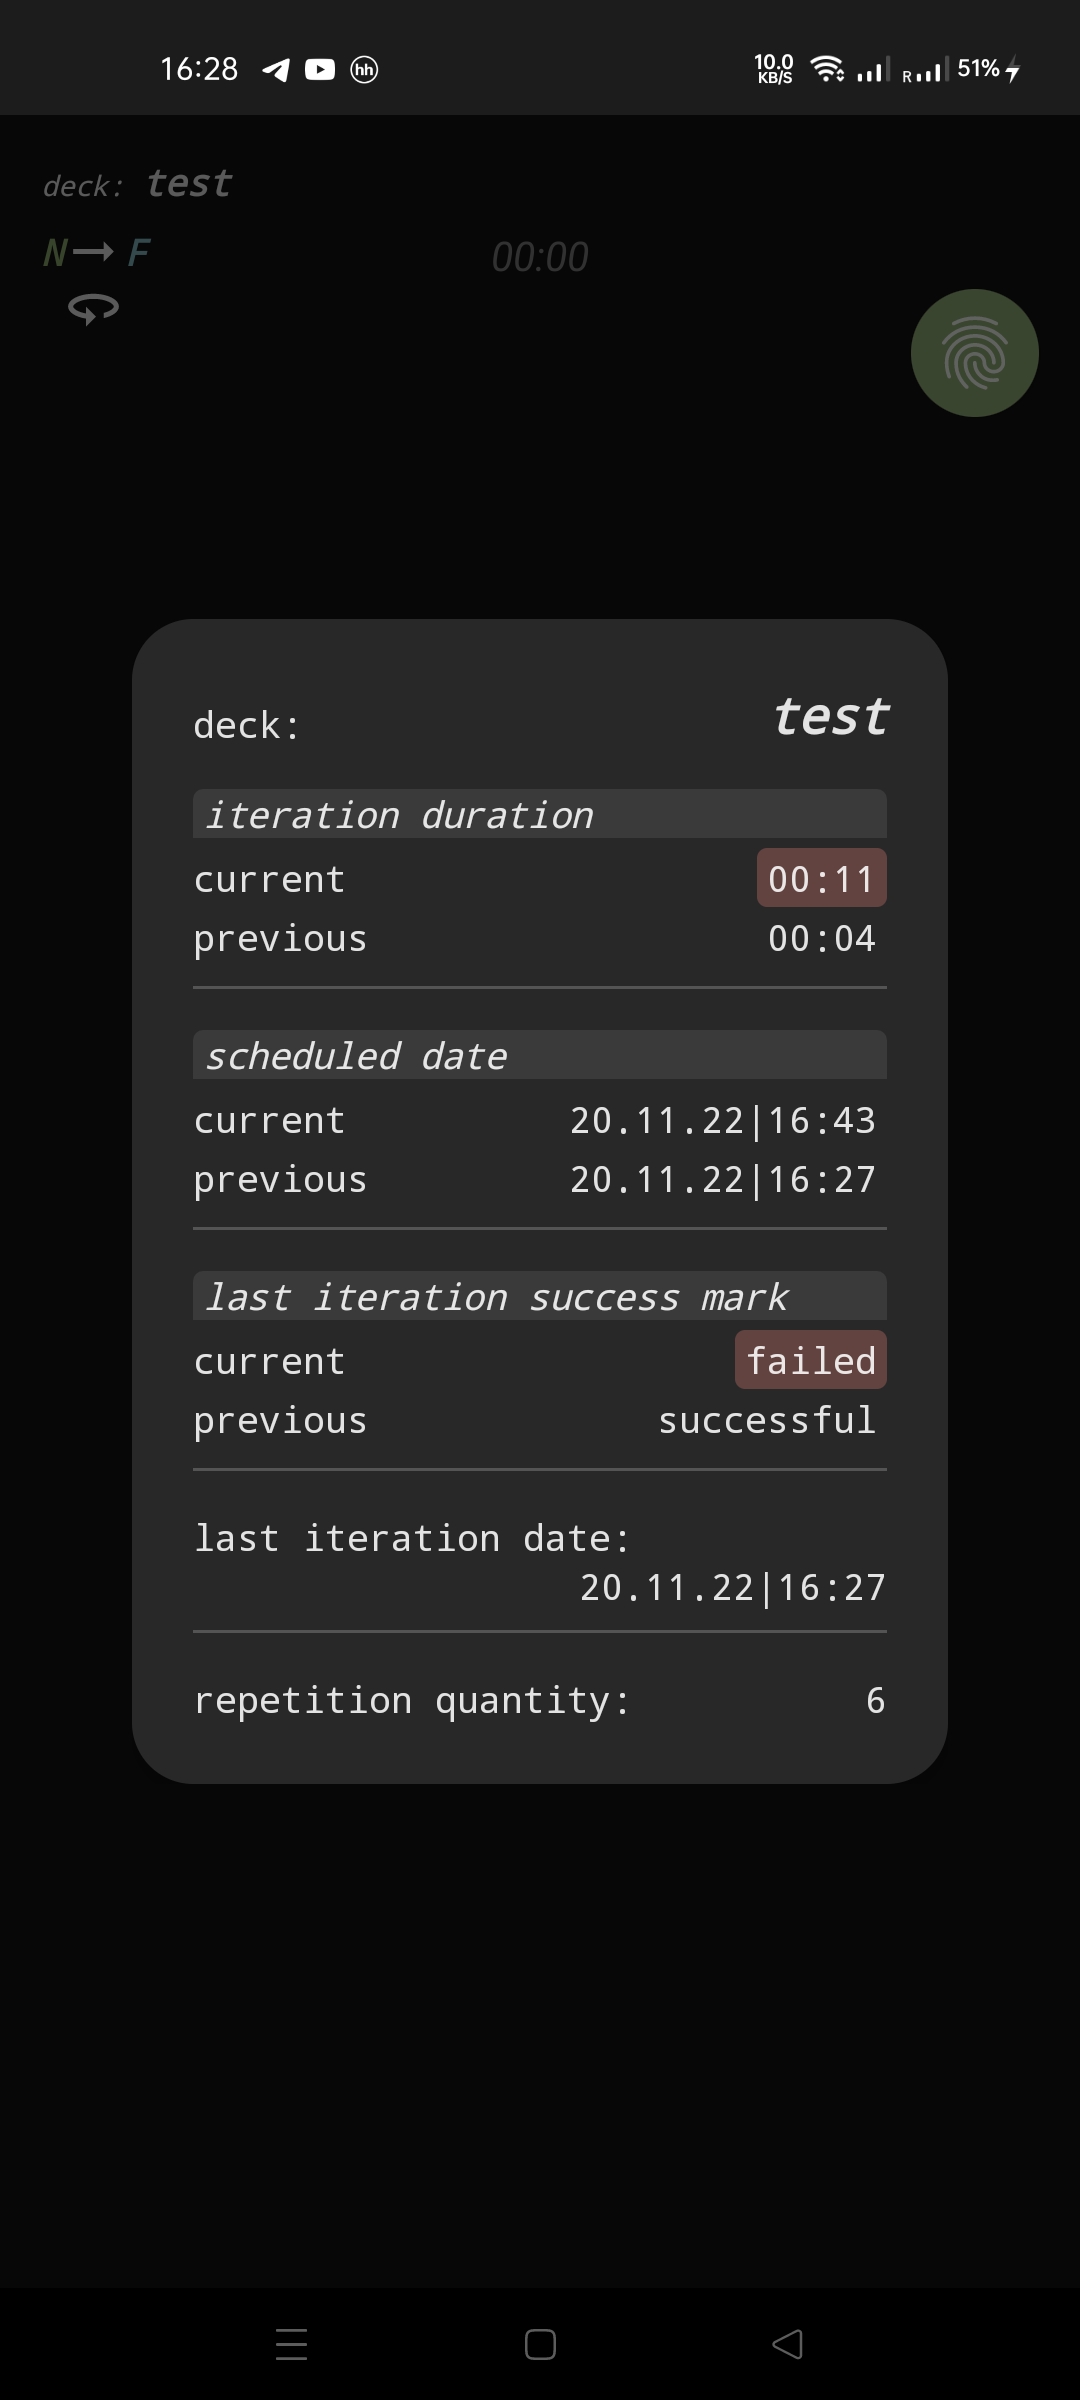 16:28 hh 10.0 KB/S R 51%
deck: test
N → F
00:00
deck: test
iteration duration
current 00:11
previous 00:04
scheduled date
current 20.11.22|16:43
previous 20.11.22|16:27
last iteration success mark
current failed
previous successful
last iteration date:
20.11.22|16:27
repetition quantity: 6